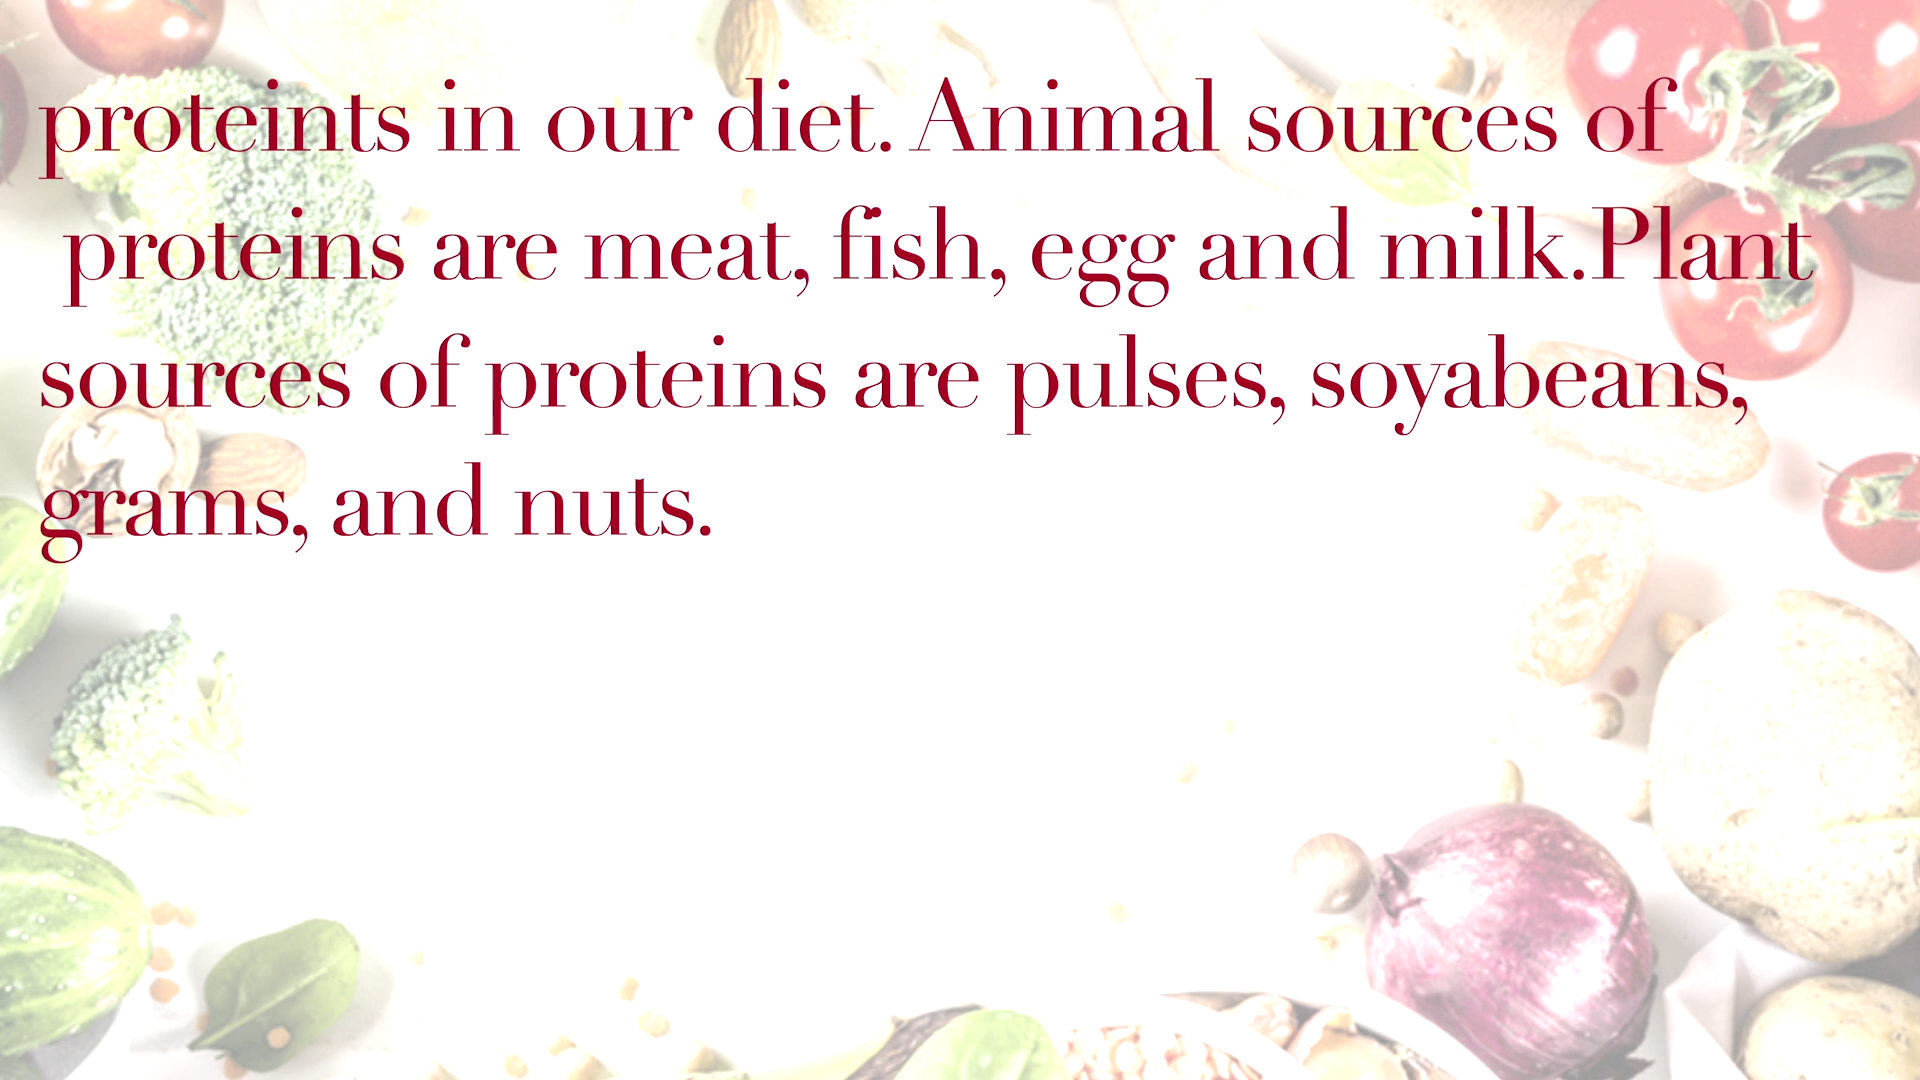 proteints in our diet. Animal sources of
proteins are meat, fish, egg and milk.Plant
sources of proteins are pulses, soyabeans,
grams, and nuts.